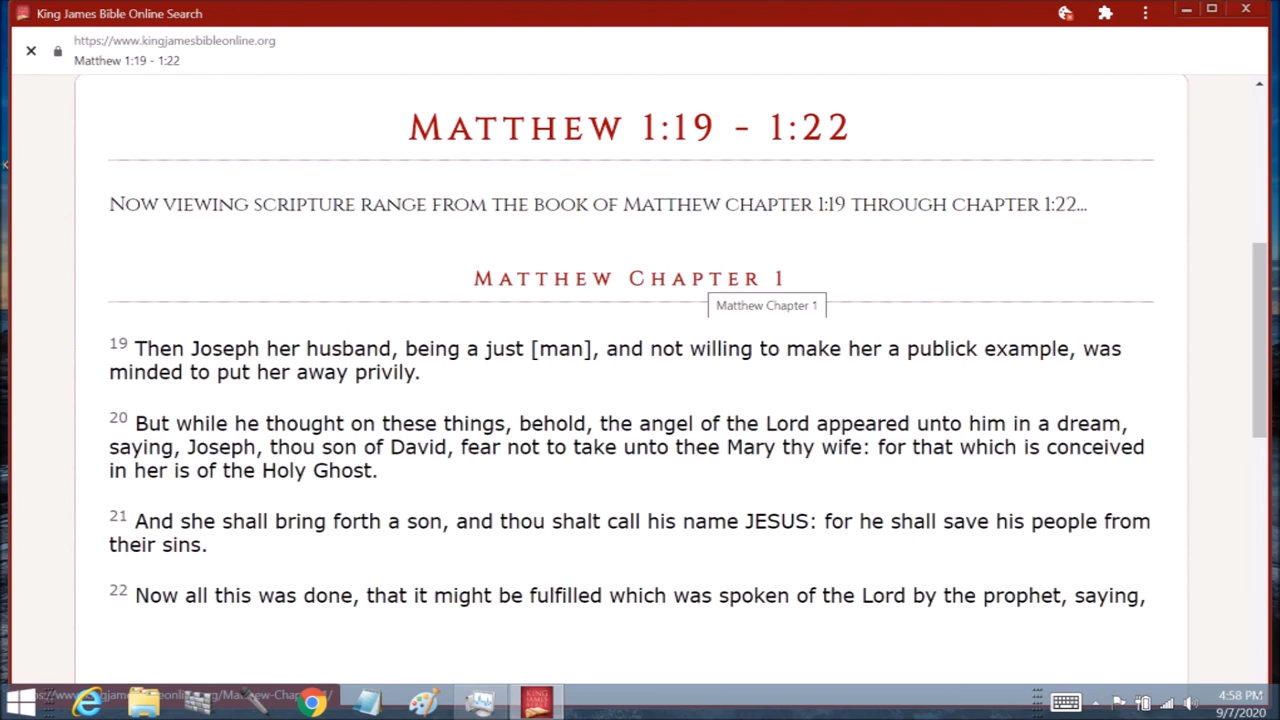 King James Bible Online Search
https://www.kingjamesbibleonline.org
Matthew 1:19 - 1:22
Matthew 1:19 - 1:22
Now viewing scripture range from the book of Matthew chapter 1:19 through chapter 1:22...
Matthew Chapter 1
Matthew Chapter 1
19 Then Joseph her husband, being a just [man], and not willing to make her a publick example, was
minded to put her away privily.
20 But while he thought on these things, behold, the angel of the Lord appeared unto him in a dream,
saying, Joseph, thou son of David, fear not to take unto thee Mary thy wife: for that which is conceived
in her is of the Holy Ghost.
21 And she shall bring forth a son, and thou shalt call his name JESUS: for he shall save his people from
their sins.
22 Now all this was done, that it might be fulfilled which was spoken of the Lord by the prophet, saying,
KING
JAMES
BIBLE
4:58 PM
9/7/2020